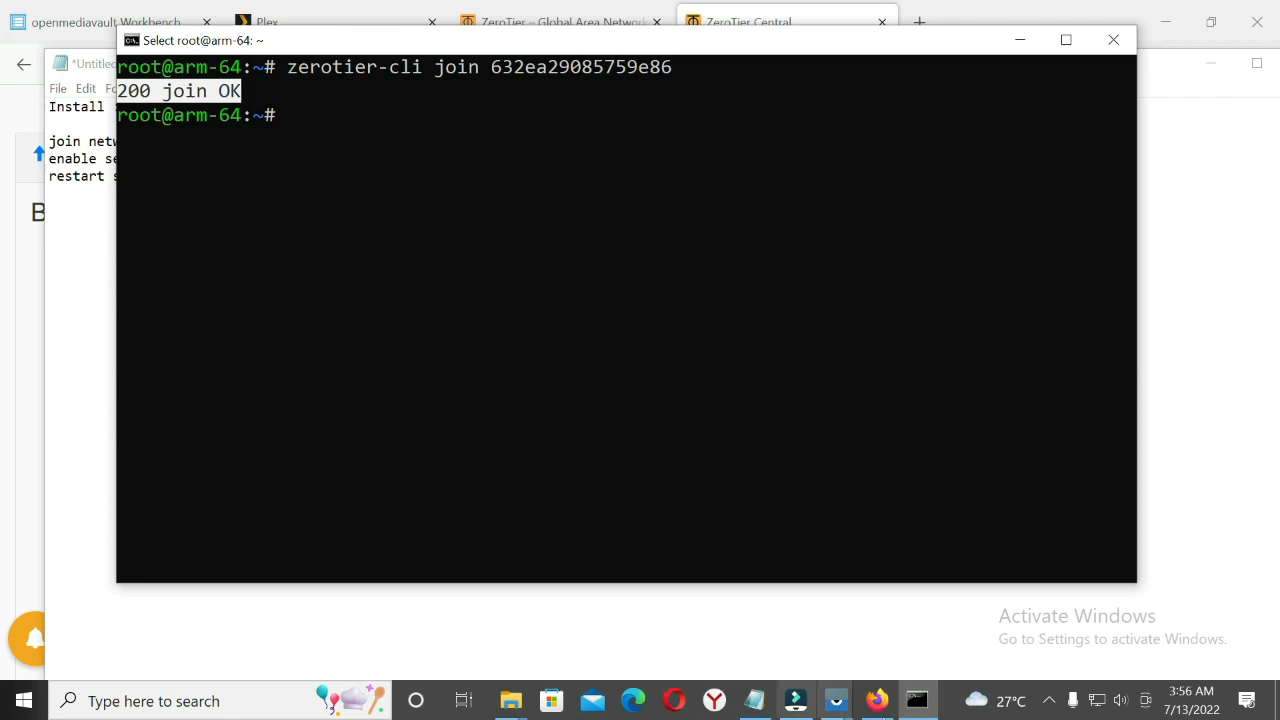 openmediavault Workbench
Plex
ZeroTier – Global Area Network
ZeroTier Central
Select root@arm-64: ~
*Untitled
File Edit
Install
join netw
enable se
restart s
B
root@arm-64:~# zerotier-cli join 632ea29085759e86
200 join OK
root@arm-64:~#
Activate Windows
Go to Settings to activate Windows.
Type here to search
27°C
3:56 AM
7/13/2022